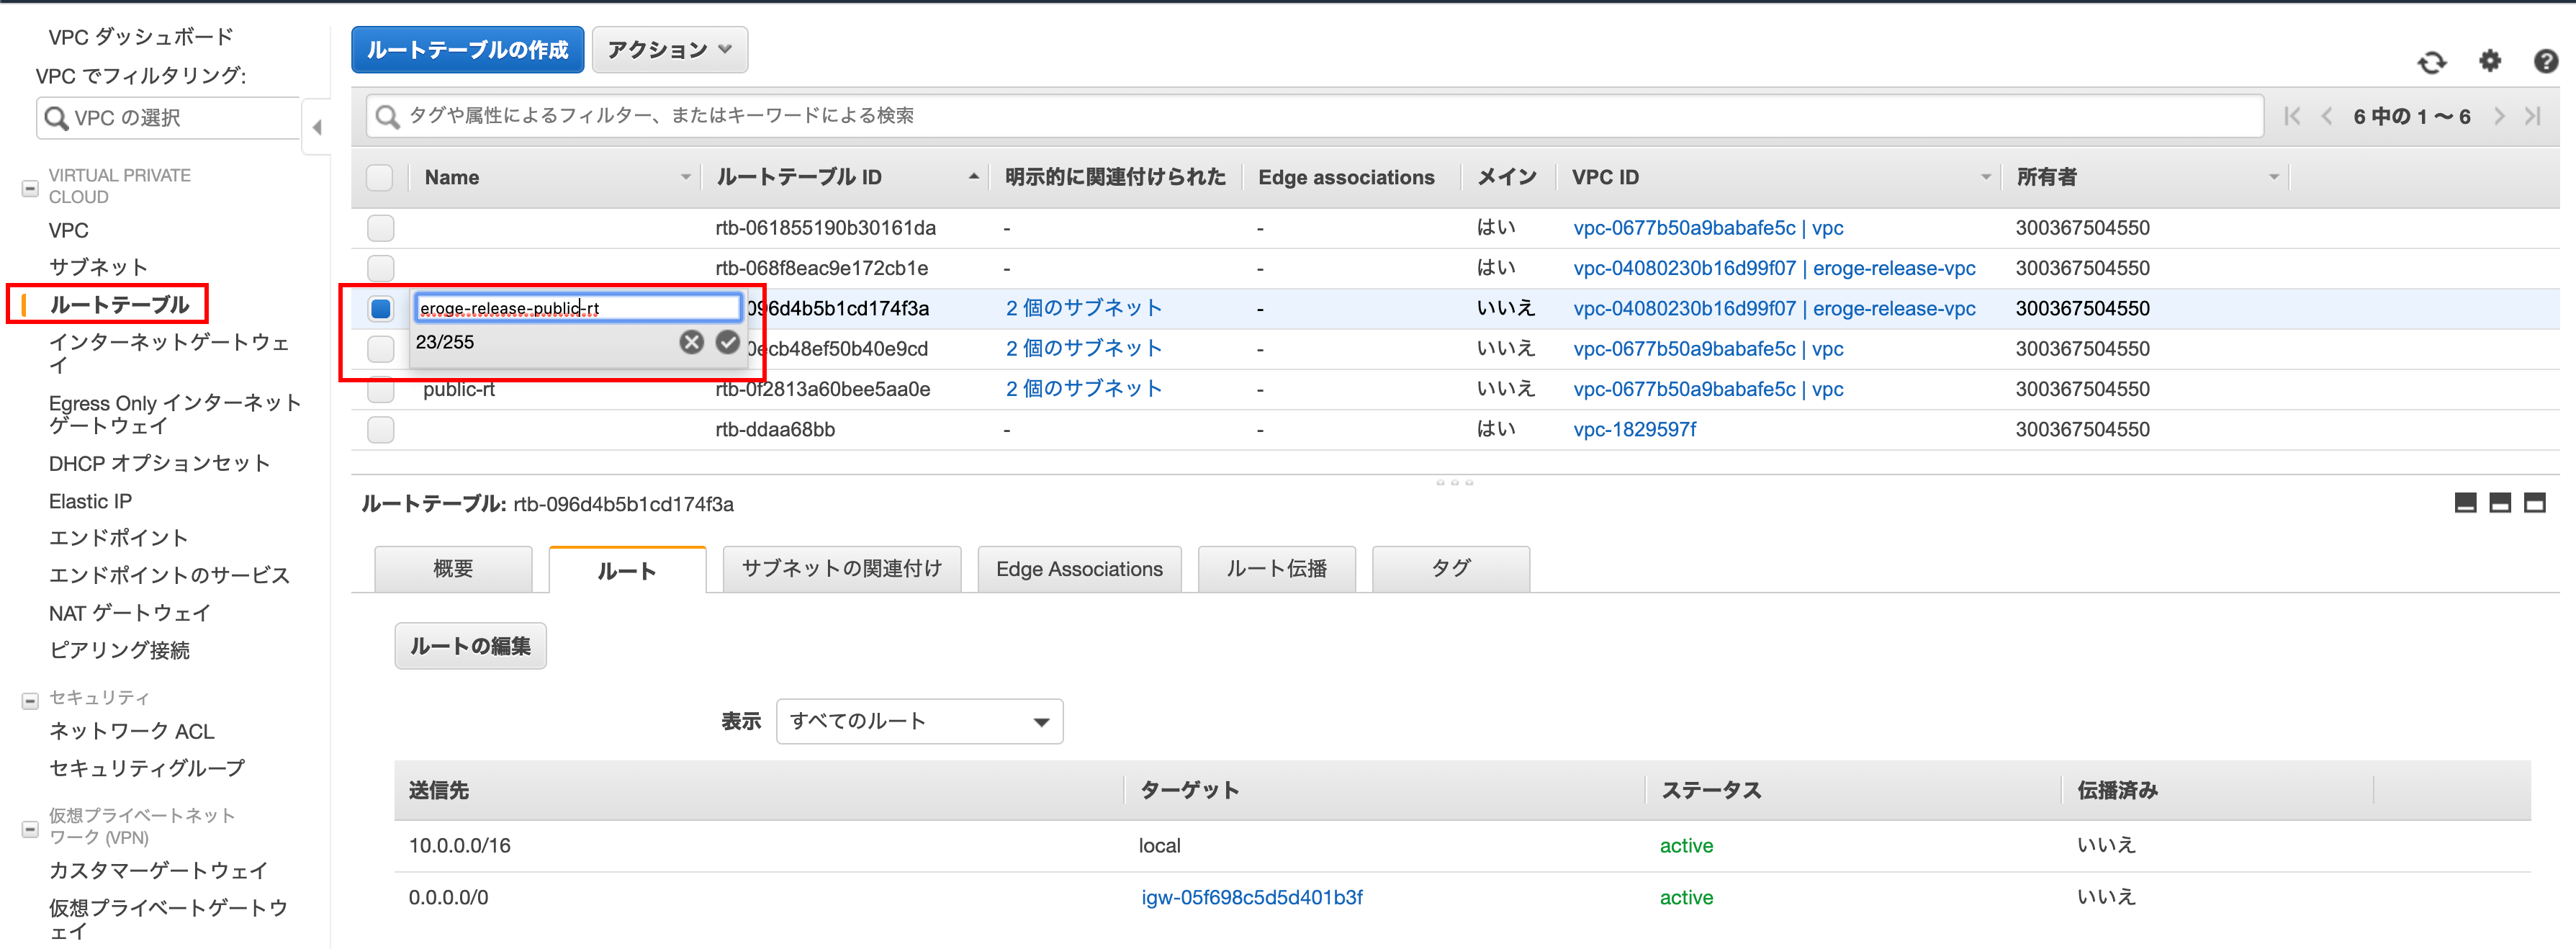 VPC ダッシュボード
VPC でフィルタリング:
VPC の選択
VIRTUAL PRIVATE
CLOUD
VPC
サブネット
ルートテーブル
インターネットゲートウェ
イ
Egress Only インターネット
ゲートウェイ
DHCP オプションセット
Elastic IP
エンドポイント
エンドポイントのサービス
NAT ゲートウェイ
ピアリング接続
セキュリティ
ネットワーク ACL
セキュリティグループ
仮想プライベートネット
ワーク (VPN)
カスタマーゲートウェイ
仮想プライベートゲートウ
ェイ
ルートテーブルの作成 アクション
タグや属性によるフィルター、またはキーワードによる検索 6 中の 1 ～ 6
Name ルートテーブル ID 明示的に関連付けられた Edge associations メイン VPC ID 所有者
rtb-061855190b30161da - - はい vpc-0677b50a9babafe5c | vpc 300367504550
rtb-068f8eac9e172cb1e - - はい vpc-04080230b16d99f07 | eroge-release-vpc 300367504550
eroge-release-public-rt 096d4b5b1cd174f3a 2 個のサブネット - いいえ vpc-04080230b16d99f07 | eroge-release-vpc 300367504550
23/255 0ecb48ef50b40e9cd 2 個のサブネット - いいえ vpc-0677b50a9babafe5c | vpc 300367504550
public-rt rtb-0f2813a60bee5aa0e 2 個のサブネット - いいえ vpc-0677b50a9babafe5c | vpc 300367504550
rtb-ddaa68bb - - はい vpc-1829597f 300367504550
ルートテーブル: rtb-096d4b5b1cd174f3a
概要 ルート サブネットの関連付け Edge Associations ルート伝播 タグ
ルートの編集
表示 すべてのルート
送信先 ターゲット ステータス 伝播済み
10.0.0.0/16 local active いいえ
0.0.0.0/0 igw-05f698c5d5d401b3f active いいえ